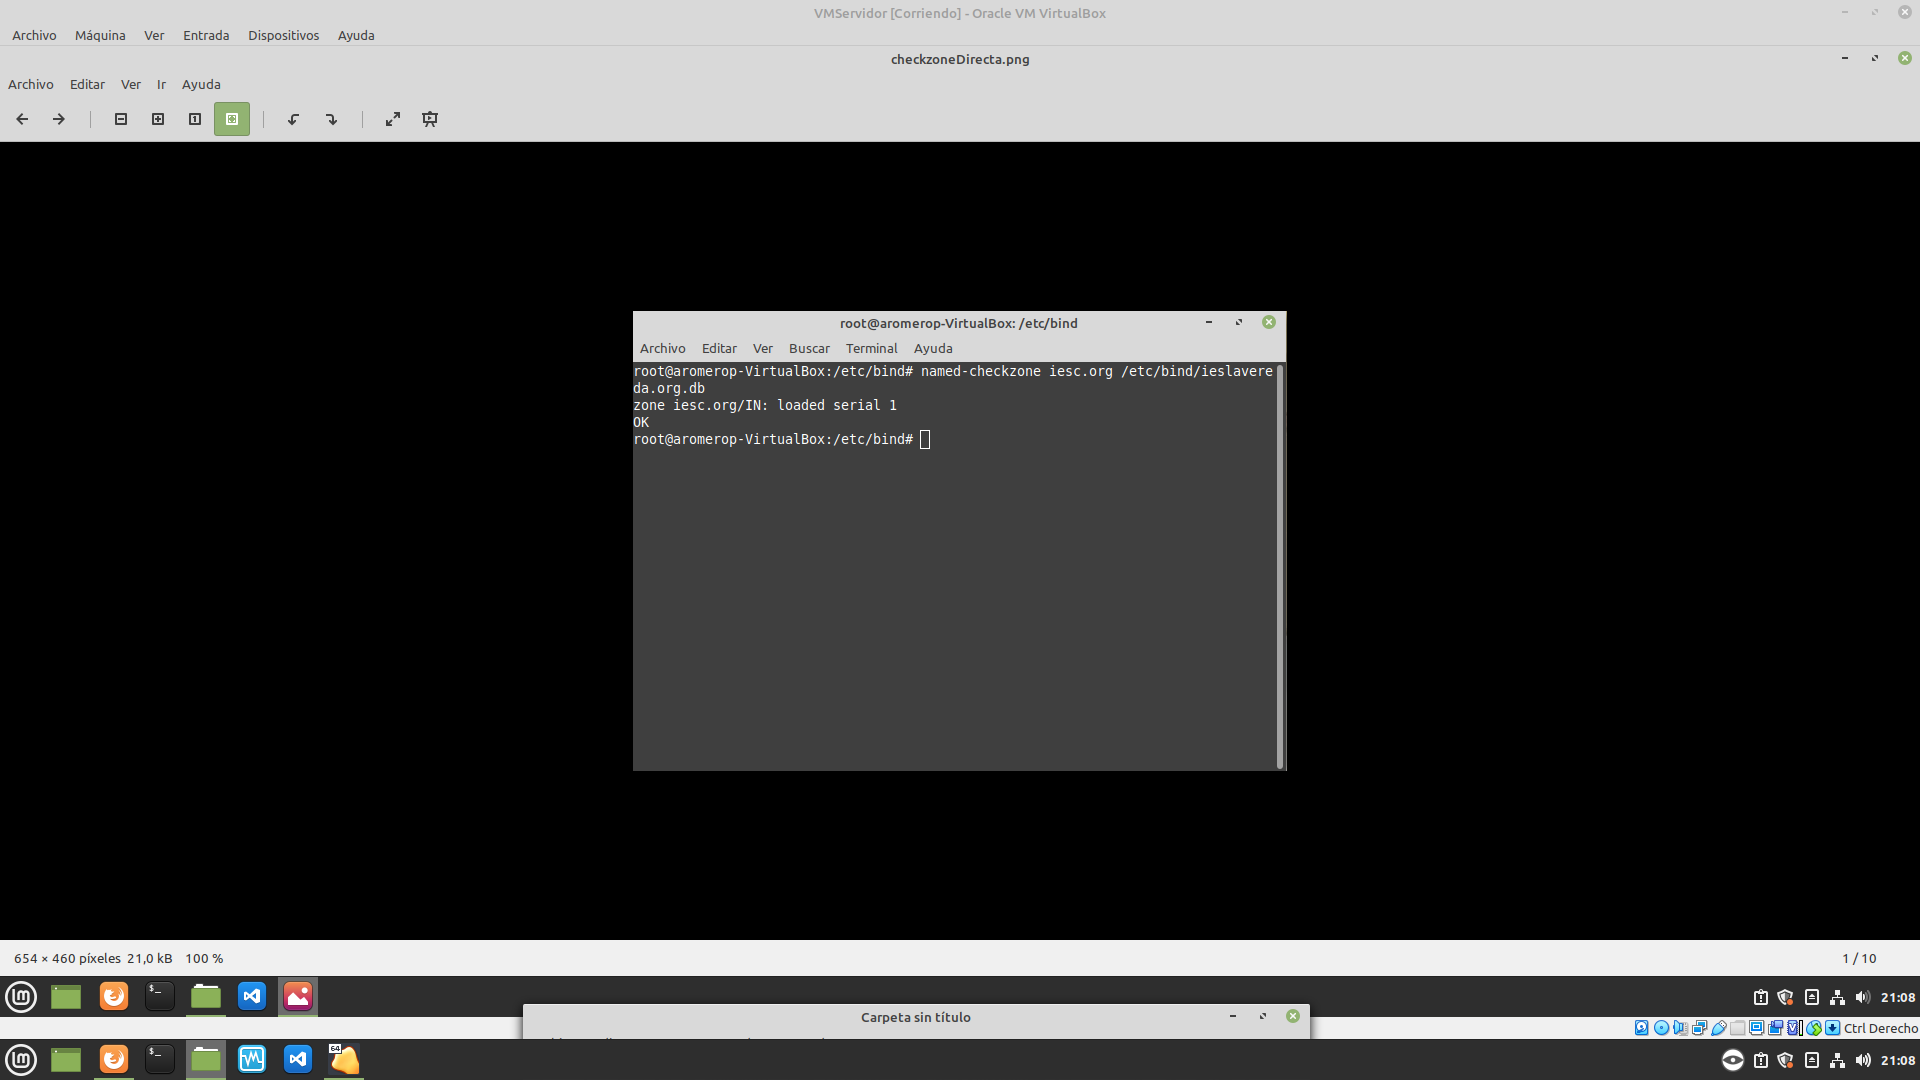 VMServidor [Corriendo] - Oracle VM VirtualBox
Archivo Máquina Ver Entrada Dispositivos Ayuda
checkzoneDirecta.png
Archivo Editar Ver Ir Ayuda
root@aromerop-VirtualBox: /etc/bind
Archivo Editar Ver Buscar Terminal Ayuda
root@aromerop-VirtualBox:/etc/bind# named-checkzone iesc.org /etc/bind/ieslavere
da.org.db
zone iesc.org/IN: loaded serial 1
OK
root@aromerop-VirtualBox:/etc/bind#
654 × 460 píxeles 21,0 kB 100 %
1 / 10
21:08
Carpeta sin título
Ctrl Derecho
64
21:08